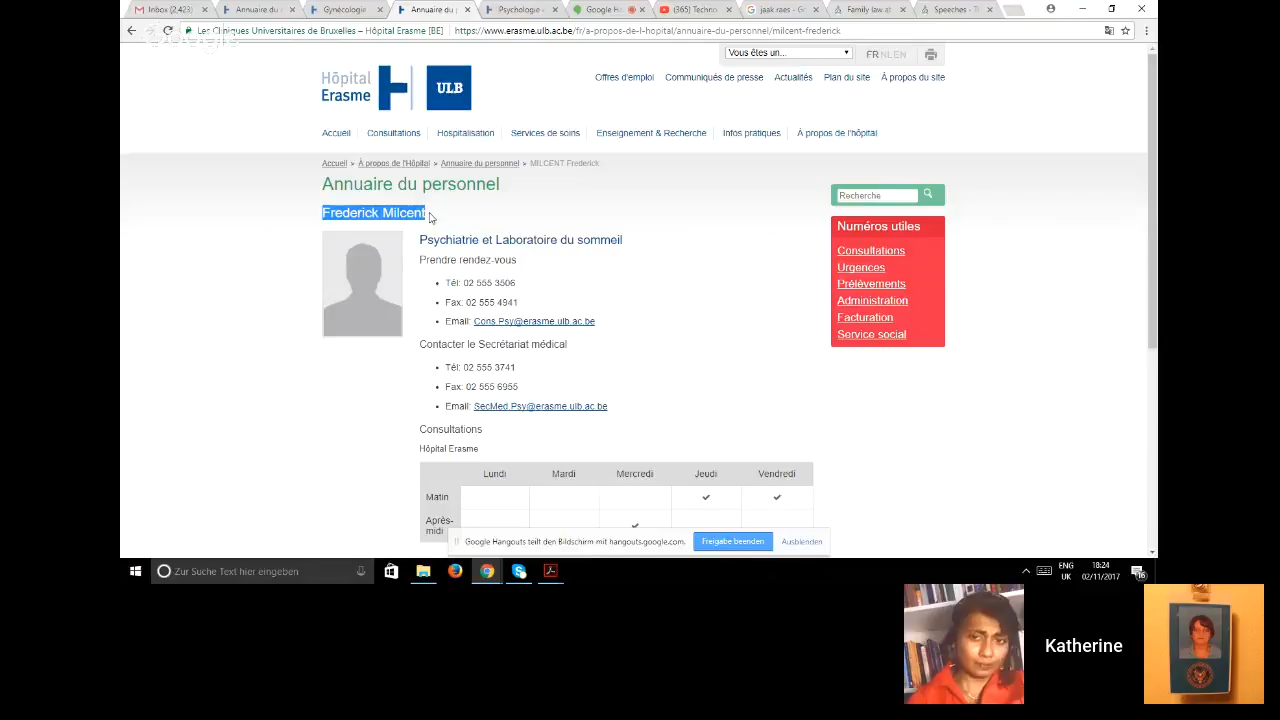 Inbox (2,423)
Annuaire du
Gynécologie
Annuaire du p
Psychologie
Google Ha
(365) Techno
jaak raes - Go
Family law at
Speeches - Th
Les Cliniques Universitaires de Bruxelles – Hôpital Erasme [BE]
https://www.erasme.ulb.ac.be/fr/a-propos-de-l-hopital/annuaire-du-personnel/milcent-frederick
Google
Vous êtes un...
FR NL EN
Hôpital
Erasme
ULB
Offres d'emploi Communiqués de presse Actualités Plan du site À propos du site
Accueil Consultations Hospitalisation Services de soins Enseignement & Recherche Infos pratiques À propos de l'hôpital
Accueil > À propos de l'Hôpital > Annuaire du personnel > MILCENT Frederick
Annuaire du personnel
Frederick Milcent
Psychiatrie et Laboratoire du sommeil
Prendre rendez-vous
Tél: 02 555 3506
Fax: 02 555 4941
Email: Cons.Psy@erasme.ulb.ac.be
Contacter le Secrétariat médical
Tél: 02 555 3741
Fax: 02 555 6955
Email: SecMed.Psy@erasme.ulb.ac.be
Consultations
Hôpital Erasme
Lundi Mardi Mercredi Jeudi Vendredi
Matin
Après-
midi
Recherche
Numéros utiles
Consultations
Urgences
Prélèvements
Administration
Facturation
Service social
Google Hangouts teilt den Bildschirm mit hangouts.google.com.
Freigabe beenden
Ausblenden
Zur Suche Text hier eingeben
ENG
UK
18:24
02/11/2017
16
Katherine